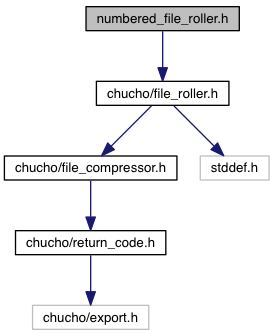 numbered_file_roller.h
chucho/file_roller.h
chucho/file_compressor.h
stddef.h
chucho/return_code.h
chucho/export.h